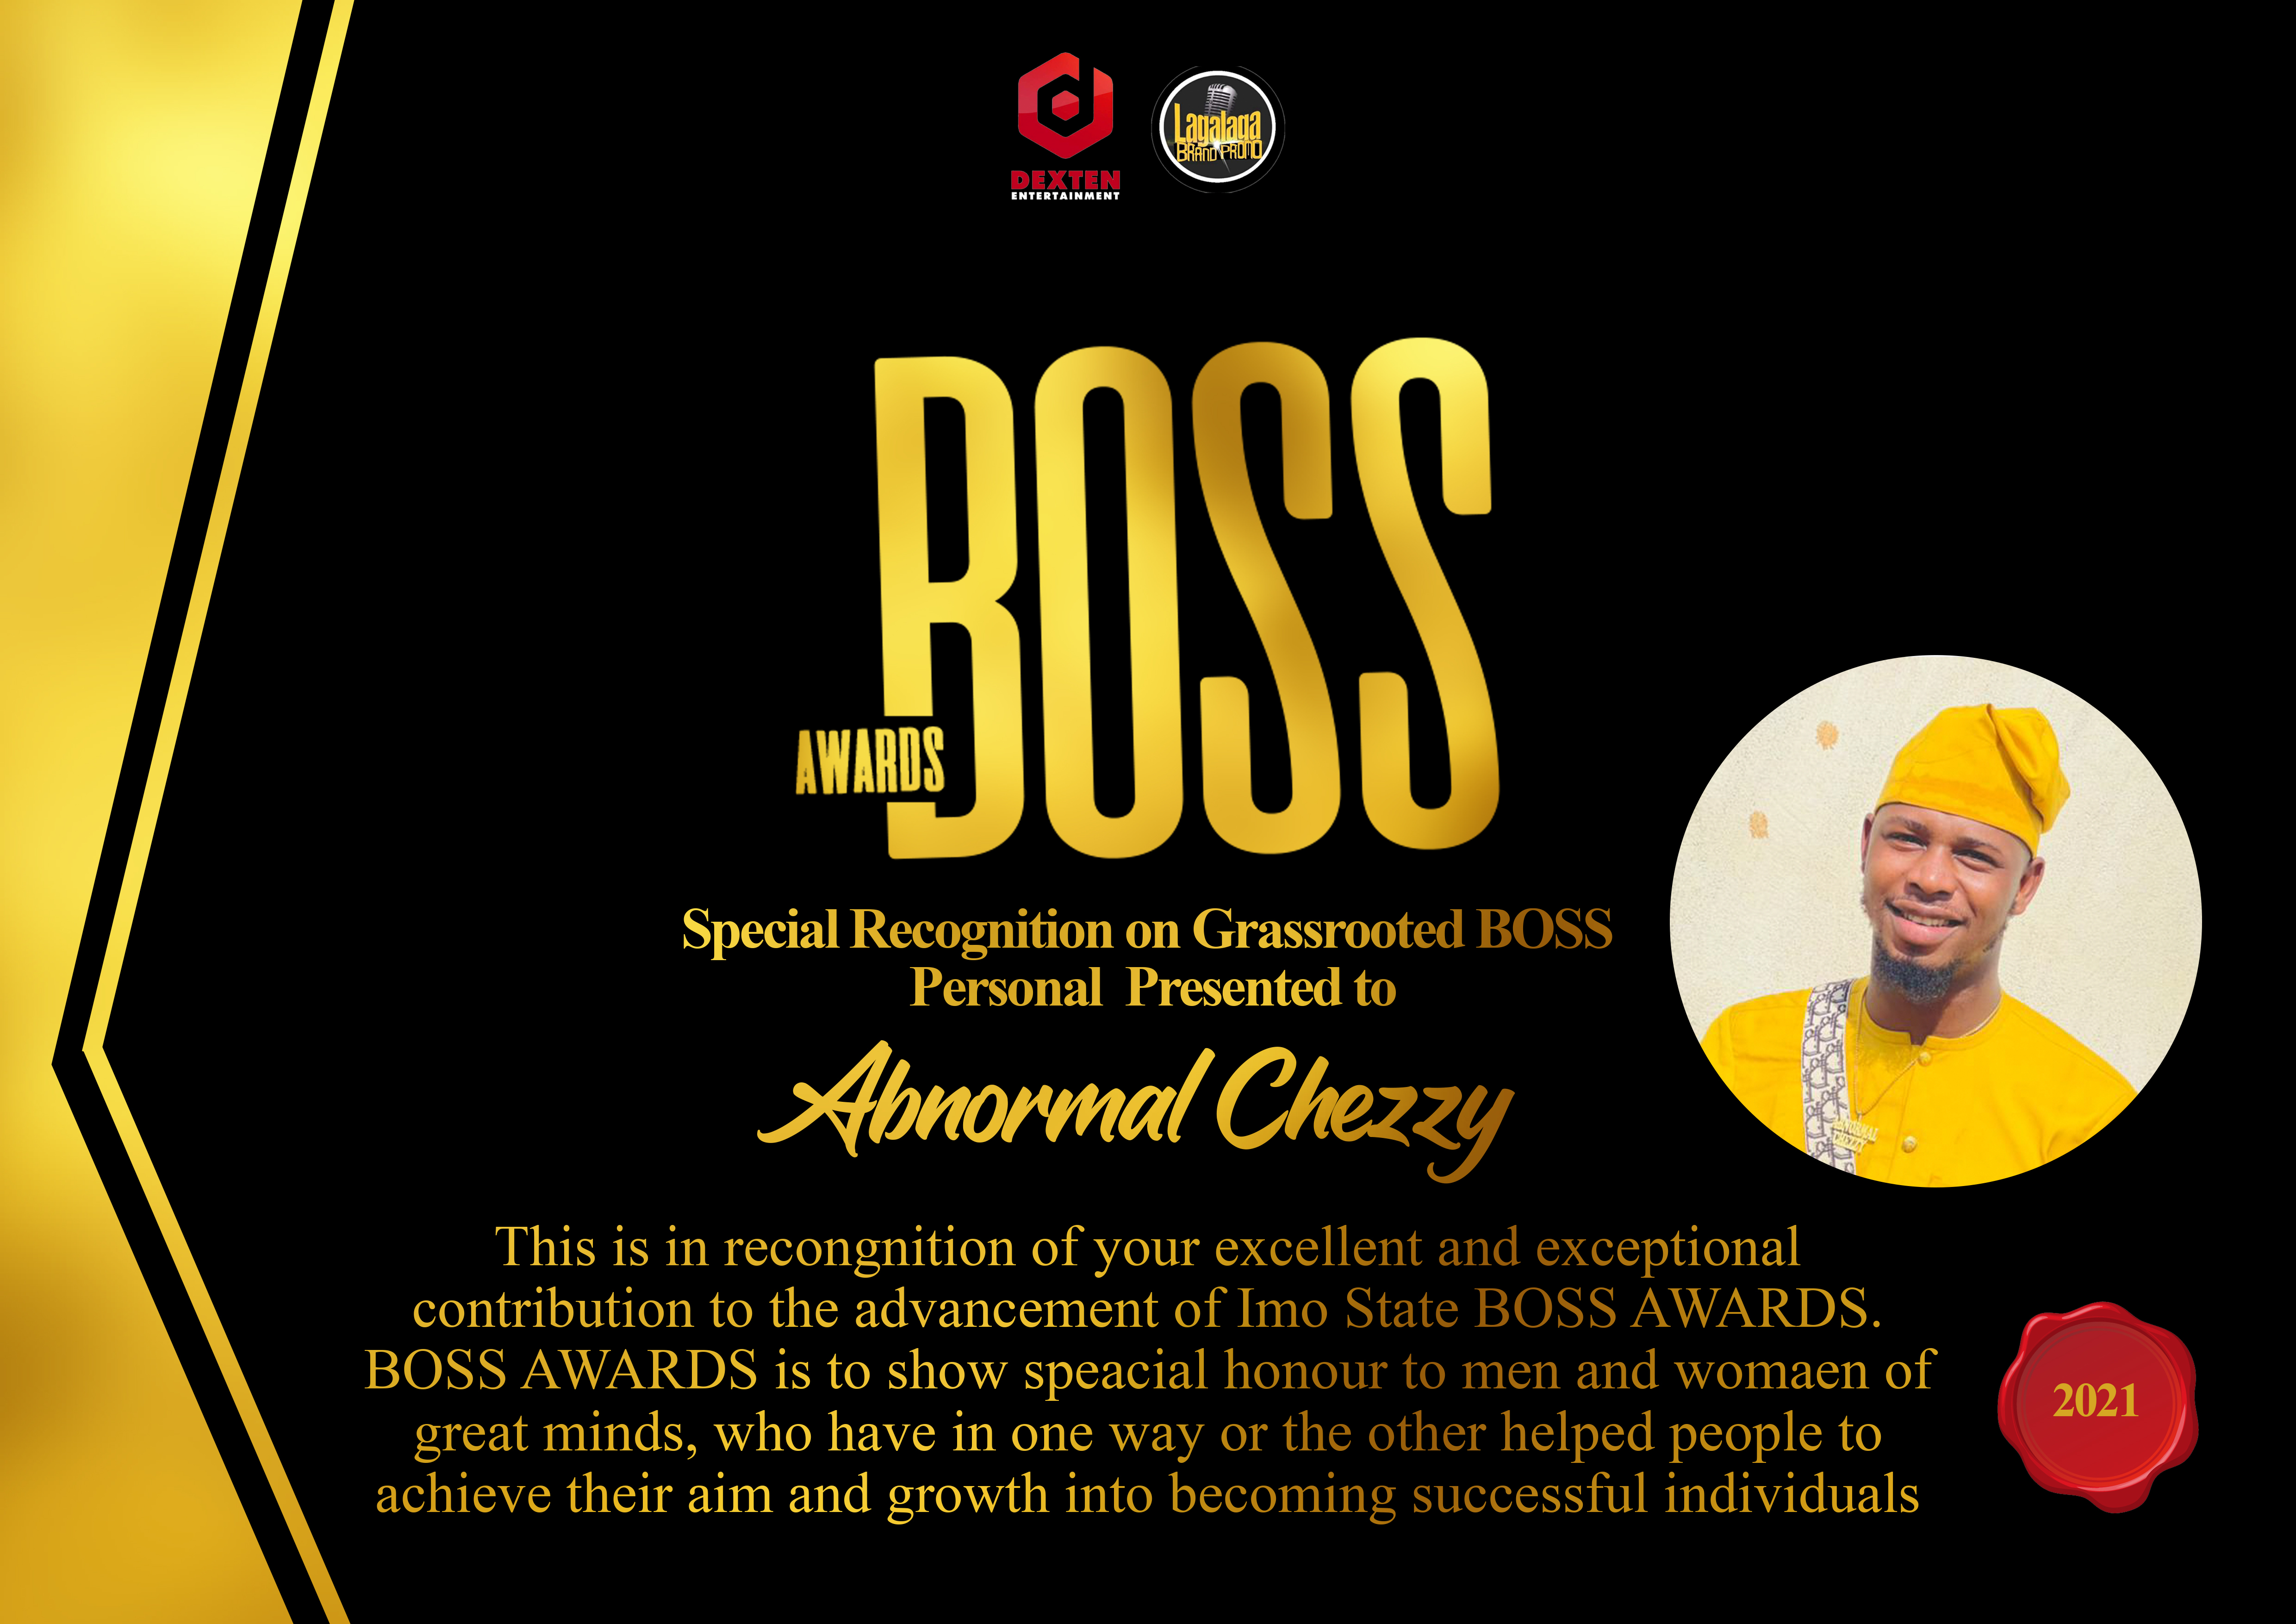 DEXTEN
ENTERTAINMENT
Lagalaga
BRAND PROMO
BOSS
AWARDS
Special Recognition on Grassrooted BOSS
Personal Presented to
Abnormal Chezzy
This is in recongnition of your excellent and exceptional
contribution to the advancement of Imo State BOSS AWARDS.
BOSS AWARDS is to show speacial honour to men and womaen of
great minds, who have in one way or the other helped people to
achieve their aim and growth into becoming successful individuals
ABNORMAL
CHEZZY
2021